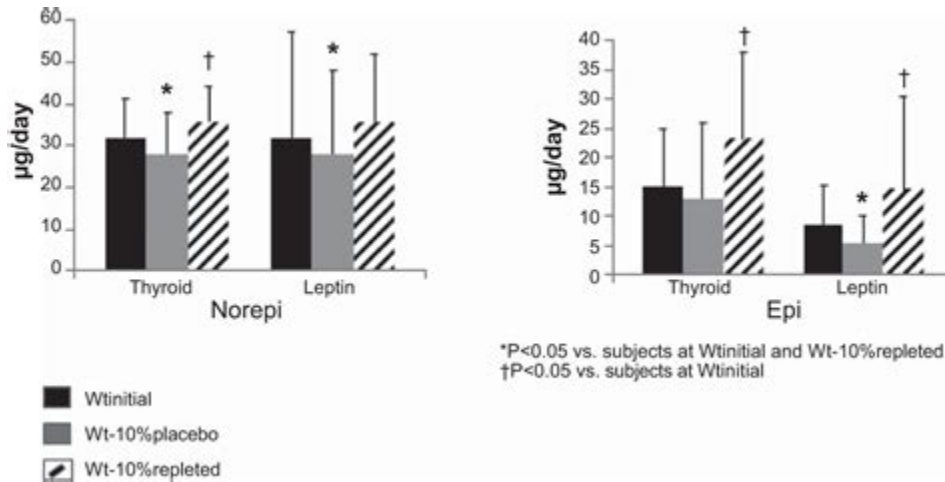 60
50
40
30
20
10
0
µg/day
*
†
*
Thyroid
Leptin
Norepi
40
35
30
25
20
15
10
5
0
µg/day
†
*
†
Thyroid
Leptin
Epi
*P<0.05 vs. subjects at Wtinitial and Wt-10%repleted
†P<0.05 vs. subjects at Wtinitial
Wtinitial
Wt-10%placebo
Wt-10%repleted